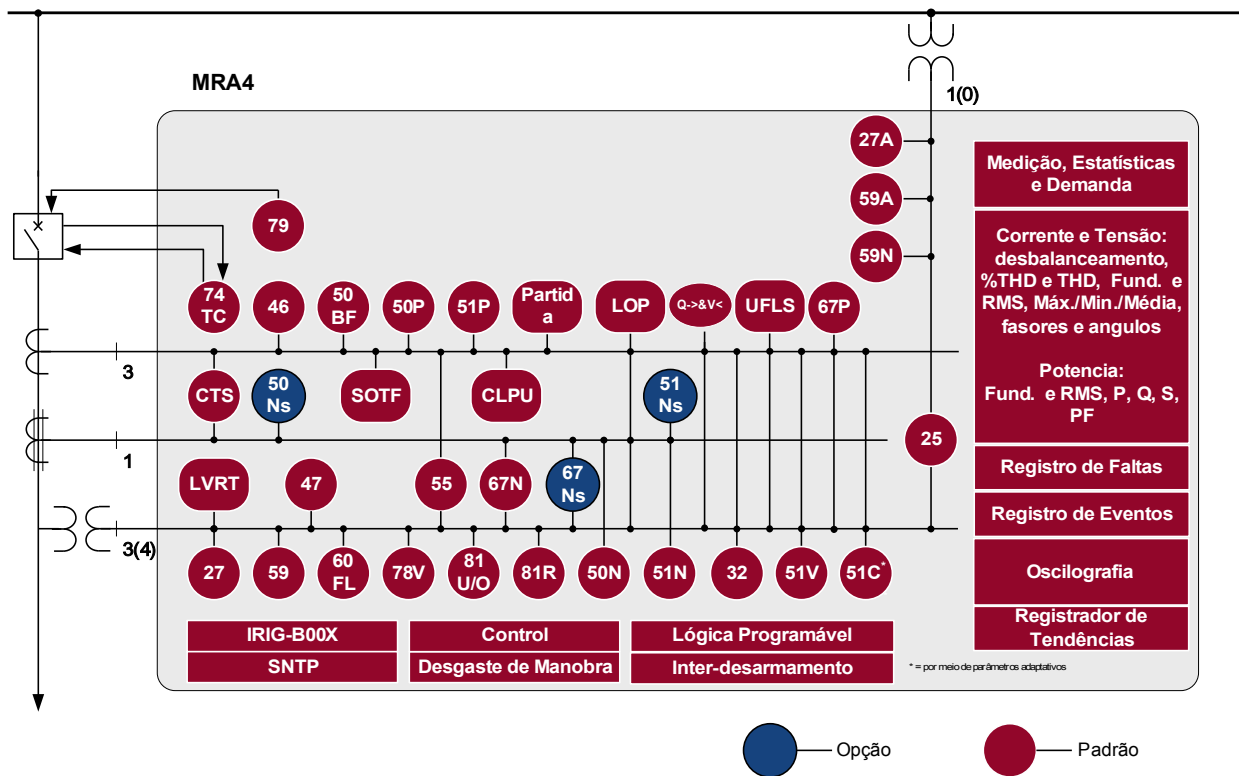 MRA4
1(0)
27A
59A
59N
79
74
TC
46
50
BF
50P
51P
Partid
a
LOP
Q->&V<
UFLS
67P
3
CTS
50
Ns
SOTF
CLPU
51
Ns
25
1
LVRT
47
55
67N
67
Ns
3(4)
27
59
60
FL
78V
81
U/O
81R
50N
51N
32
51V
51C*
IRIG-B00X
SNTP
Control
Desgaste de Manobra
Lógica Programável
Inter-desarmamento
Medição, Estatísticas
e Demanda
Corrente e Tensão:
desbalanceamento,
%THD e THD, Fund. e
RMS, Máx./Min./Média,
fasores e angulos
Potencia:
Fund. e RMS, P, Q, S,
PF
Registro de Faltas
Registro de Eventos
Oscilografia
Registrador de
Tendências
* = por meio de parâmetros adaptativos
Opção
Padrão